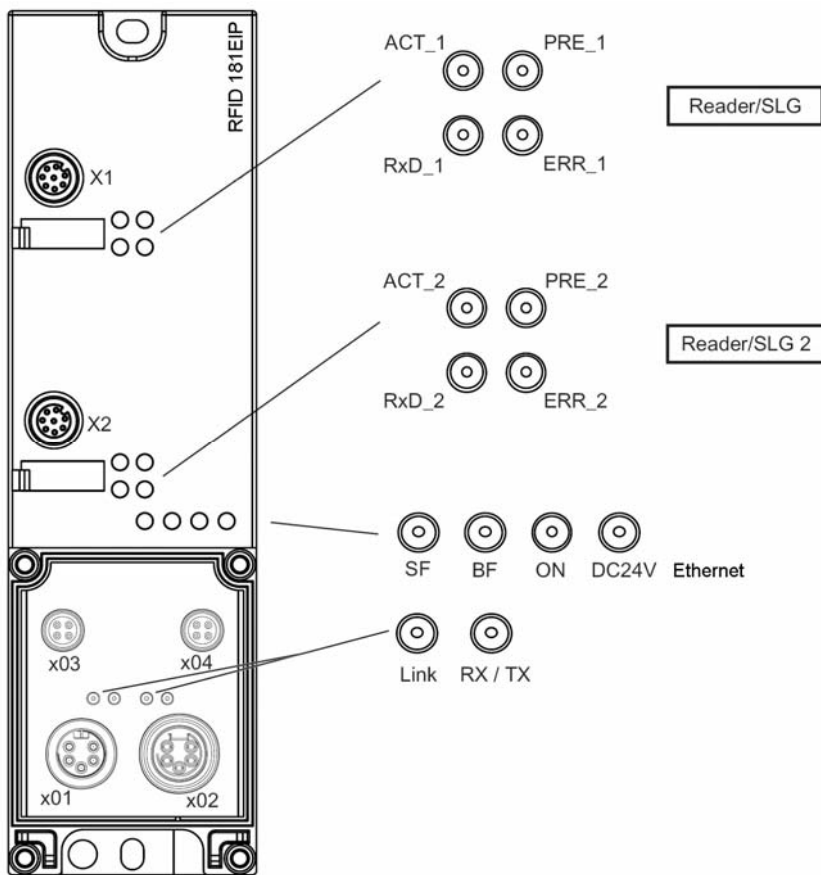 RFID 181EIP
X1
X2
x03
x04
x01
x02
ACT_1 PRE_1
RxD_1 ERR_1
Reader/SLG
ACT_2 PRE_2
RxD_2 ERR_2
Reader/SLG 2
SF BF ON DC24V Ethernet
Link RX / TX